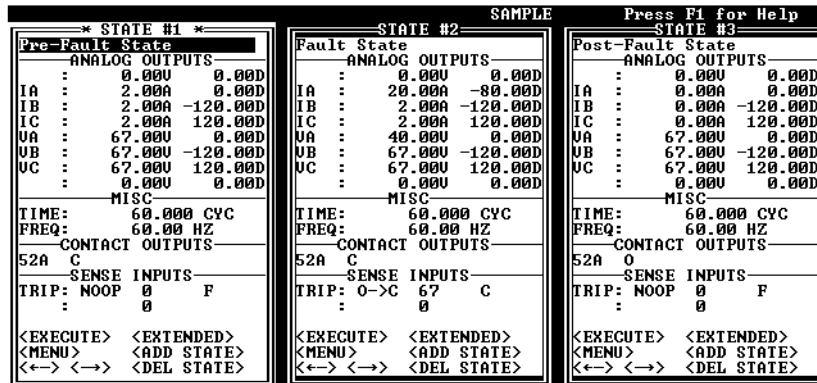 SAMPLE Press F1 for Help
* STATE #1 *
Pre-Fault State
ANALOG OUTPUTS
: 0.00V 0.00D
IA : 2.00A 0.00D
IB : 2.00A -120.00D
IC : 2.00A 120.00D
VA : 67.00V 0.00D
VB : 67.00V -120.00D
VC : 67.00V 120.00D
: 0.00V 0.00D
MISC
TIME: 60.000 CYC
FREQ: 60.00 HZ
CONTACT OUTPUTS
52A C
SENSE INPUTS
TRIP: NOOP 0 F
: 0
<EXECUTE> <EXTENDED>
<MENU> <ADD STATE>
<←-> <-→> <DEL STATE>
STATE #2
Fault State
ANALOG OUTPUTS
: 0.00V 0.00D
IA : 20.00A -80.00D
IB : 2.00A -120.00D
IC : 2.00A 120.00D
VA : 40.00V 0.00D
VB : 67.00V -120.00D
VC : 67.00V 120.00D
: 0.00V 0.00D
MISC
TIME: 60.000 CYC
FREQ: 60.00 HZ
CONTACT OUTPUTS
52A C
SENSE INPUTS
TRIP: O->C 67 C
: 0
<EXECUTE> <EXTENDED>
<MENU> <ADD STATE>
<←-> <-→> <DEL STATE>
STATE #3
Post-Fault State
ANALOG OUTPUTS
: 0.00V 0.00D
IA : 0.00A 0.00D
IB : 0.00A -120.00D
IC : 0.00A 120.00D
VA : 67.00V 0.00D
VB : 67.00V -120.00D
VC : 67.00V 120.00D
: 0.00V 0.00D
MISC
TIME: 60.000 CYC
FREQ: 60.00 HZ
CONTACT OUTPUTS
52A O
SENSE INPUTS
TRIP: NOOP 0 F
: 0
<EXECUTE> <EXTENDED>
<MENU> <ADD STATE>
<←-> <-→> <DEL STATE>